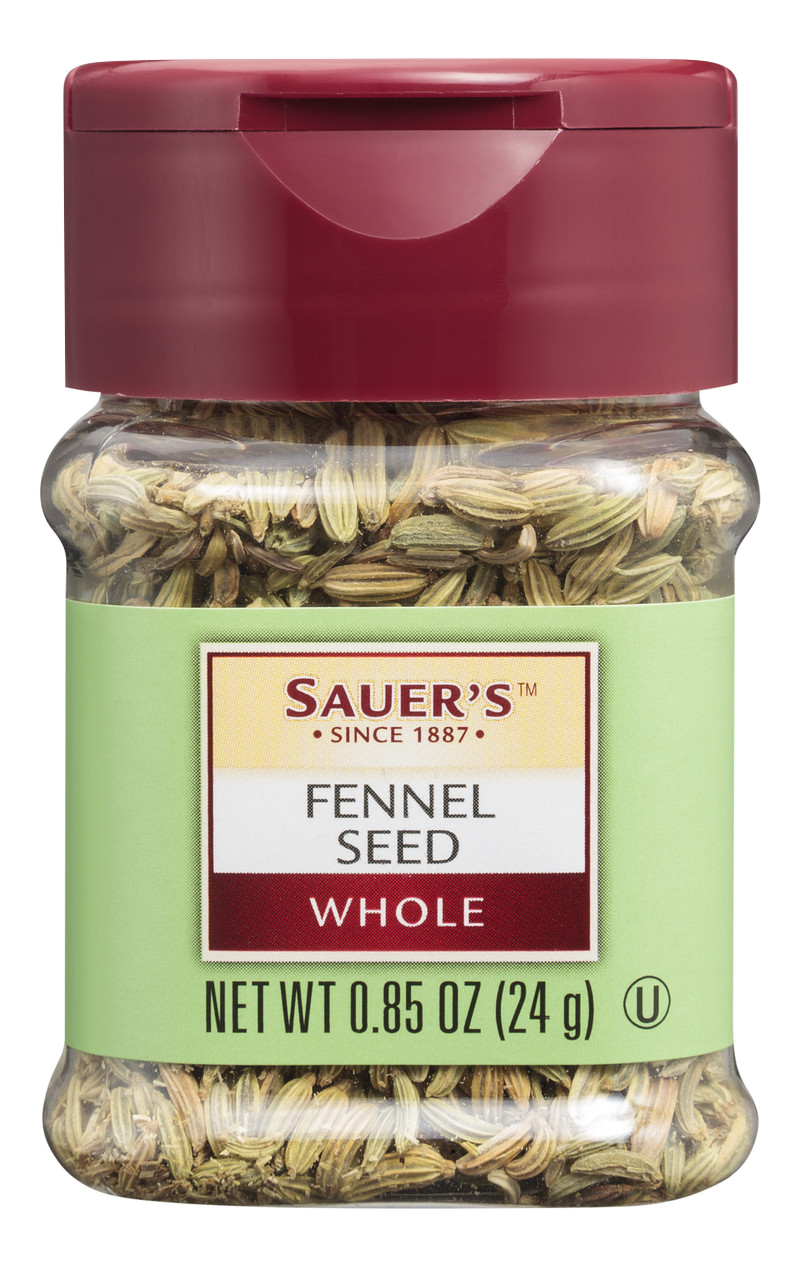 SAUER'S™
• SINCE 1887 •
FENNEL
SEED
WHOLE
NET WT 0.85 OZ (24 g) Ⓤ